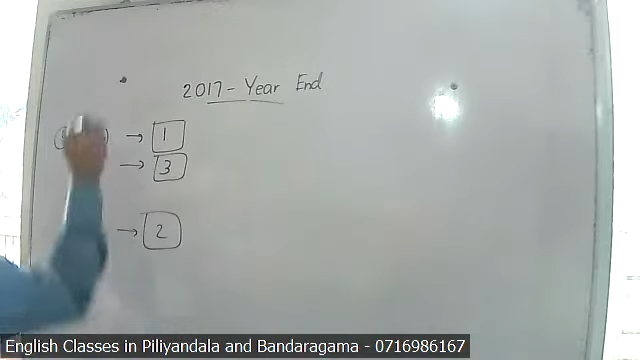 2017 - Year End
→ 1
→ 3
→ 2
English Classes in Piliyandala and Bandaragama - 0716986167